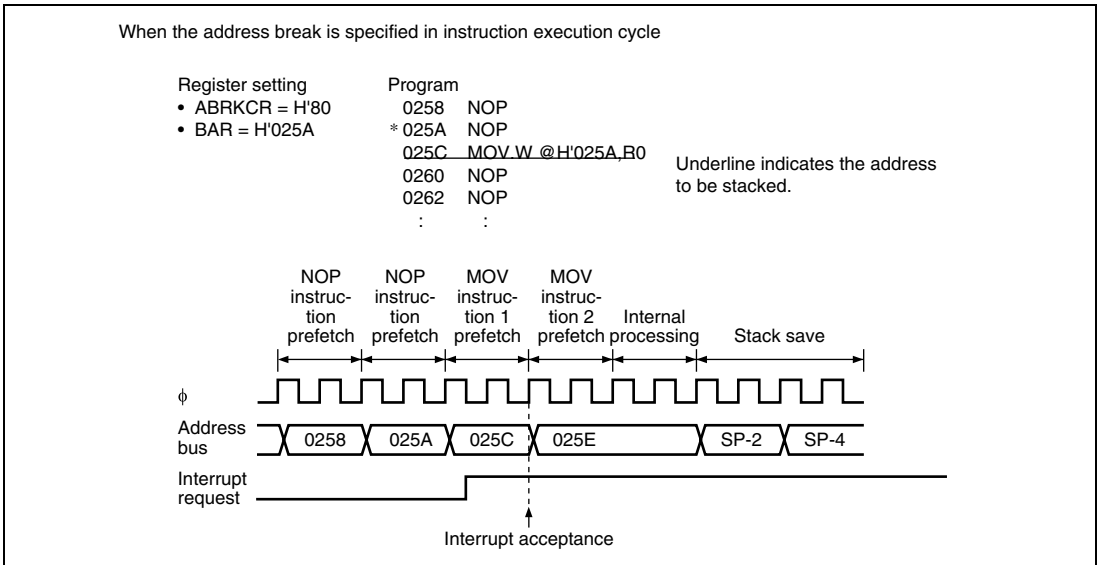 When the address break is specified in instruction execution cycle
Register setting
• ABRKCR = H'80
• BAR = H'025A
Program
0258 NOP
* 025A NOP
025C MOV.W @H'025A,R0
0260 NOP
0262 NOP
: :
Underline indicates the address
to be stacked.
NOP
instruc-
tion
prefetch
NOP
instruc-
tion
prefetch
MOV
instruc-
tion 1
prefetch
MOV
instruc-
tion 2
prefetch
Internal
processing
Stack save
φ
Address
bus
0258 025A 025C 025E SP-2 SP-4
Interrupt
request
Interrupt acceptance